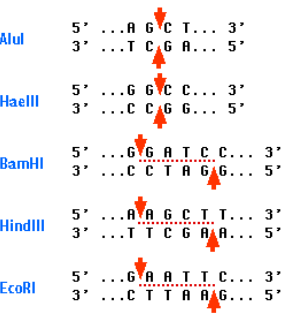 5' ...A G C T... 3'
AluI
3' ...T C G A... 5'
5' ...G G C C... 3'
HaeIII
3' ...C C G G... 5'
5' ...G G A T C C... 3'
BamHI
3' ...C C T A G G... 5'
5' ...A A G C T T... 3'
HindIII
3' ...T T C G A A... 5'
5' ...G A A T T C... 3'
EcoRI
3' ...C T T A A G... 5'